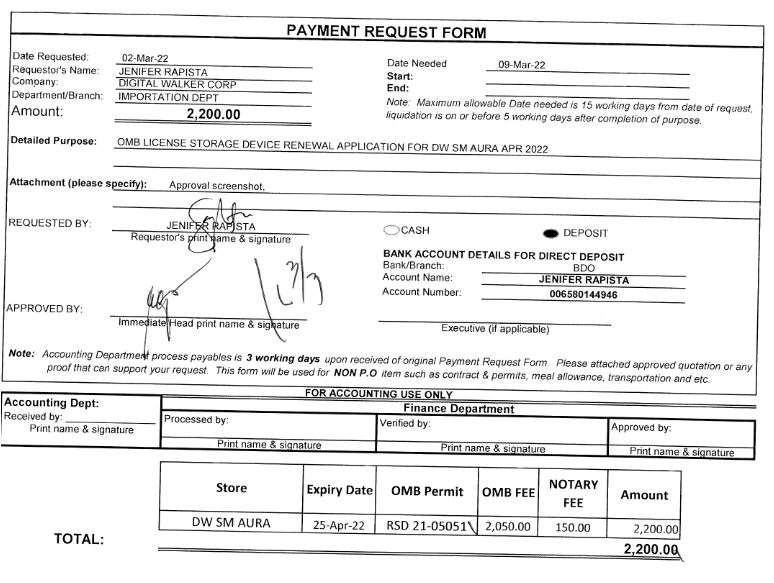 PAYMENT REQUEST FORM
Date Requested: 02-Mar-22
Date Needed 09-Mar-22
Requestor's Name: JENIFER RAPISTA
Start:
Company: DIGITAL WALKER CORP
End:
Department/Branch: IMPORTATION DEPT
Note: Maximum allowable Date needed is 15 working days from date of request,
liquidation is on or before 5 working days after completion of purpose.
Amount: 2,200.00
Detailed Purpose: OMB LICENSE STORAGE DEVICE RENEWAL APPLICATION FOR DW SM AURA APR 2022
Attachment (please specify): Approval screenshot,
REQUESTED BY: JENIFER RAPISTA
Requestor's print name & signature
CASH DEPOSIT
BANK ACCOUNT DETAILS FOR DIRECT DEPOSIT
Bank/Branch: BDO
Account Name: JENIFER RAPISTA
Account Number: 006580144946
APPROVED BY:
3/3
Immediate Head print name & signature
Executive (if applicable)
Note: Accounting Department process payables is 3 working days upon received of original Payment Request Form. Please attached approved quotation or any
proof that can support your request. This form will be used for NON P.O item such as contract & permits, meal allowance, transportation and etc.
FOR ACCOUNTING USE ONLY
Accounting Dept:
Finance Department
Received by:
Print name & signature
Processed by:
Print name & signature
Verified by:
Print name & signature
Approved by:
Print name & signature
Store Expiry Date OMB Permit OMB FEE NOTARY FEE Amount
DW SM AURA 25-Apr-22 RSD 21-05051 2,050.00 150.00 2,200.00
TOTAL: 2,200.00